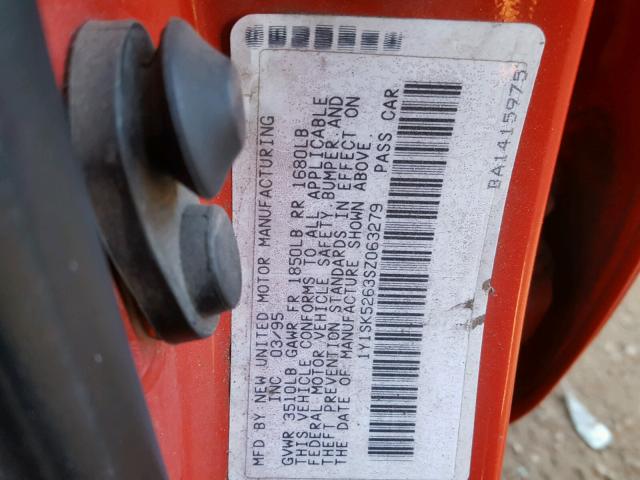 MFD BY NEW UNITED MOTOR MANUFACTURING
INC 03/95
GVWR 3510LB GAWR FR 1850LB RR 1680LB
THIS VEHICLE CONFORMS TO ALL APPLICABLE
FEDERAL MOTOR VEHICLE SAFETY, BUMPER AND
THEFT PREVENTION STANDARDS IN EFFECT ON
THE DATE OF MANUFACTURE SHOWN ABOVE.
1Y1SK5263SZ063279 PASS CAR
BA1415975